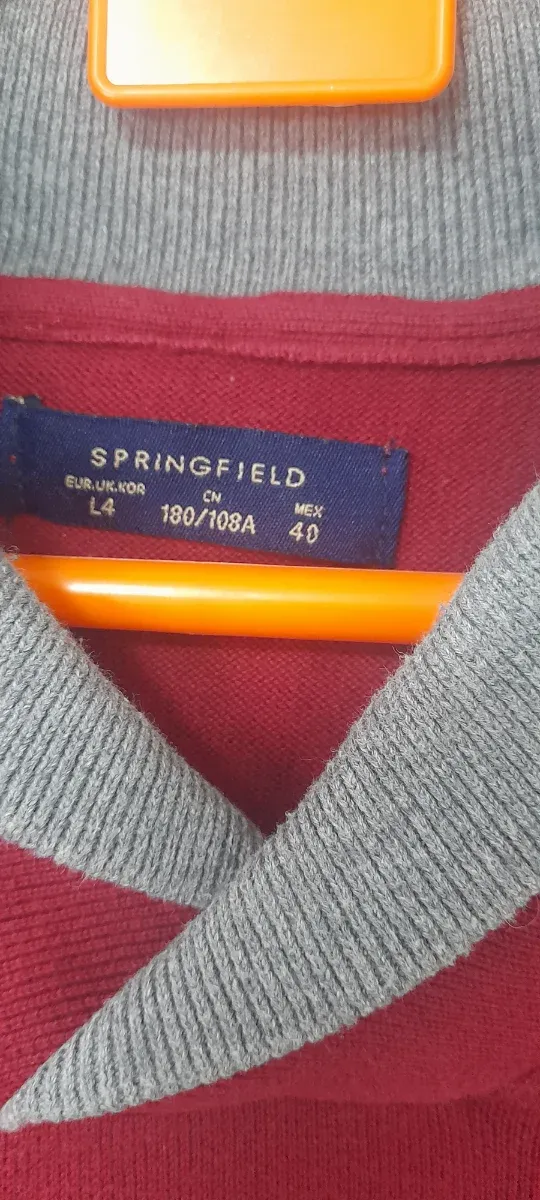 SPRINGFIELD
EUR.UK.KOR CN MEX
L4 180/108A 40